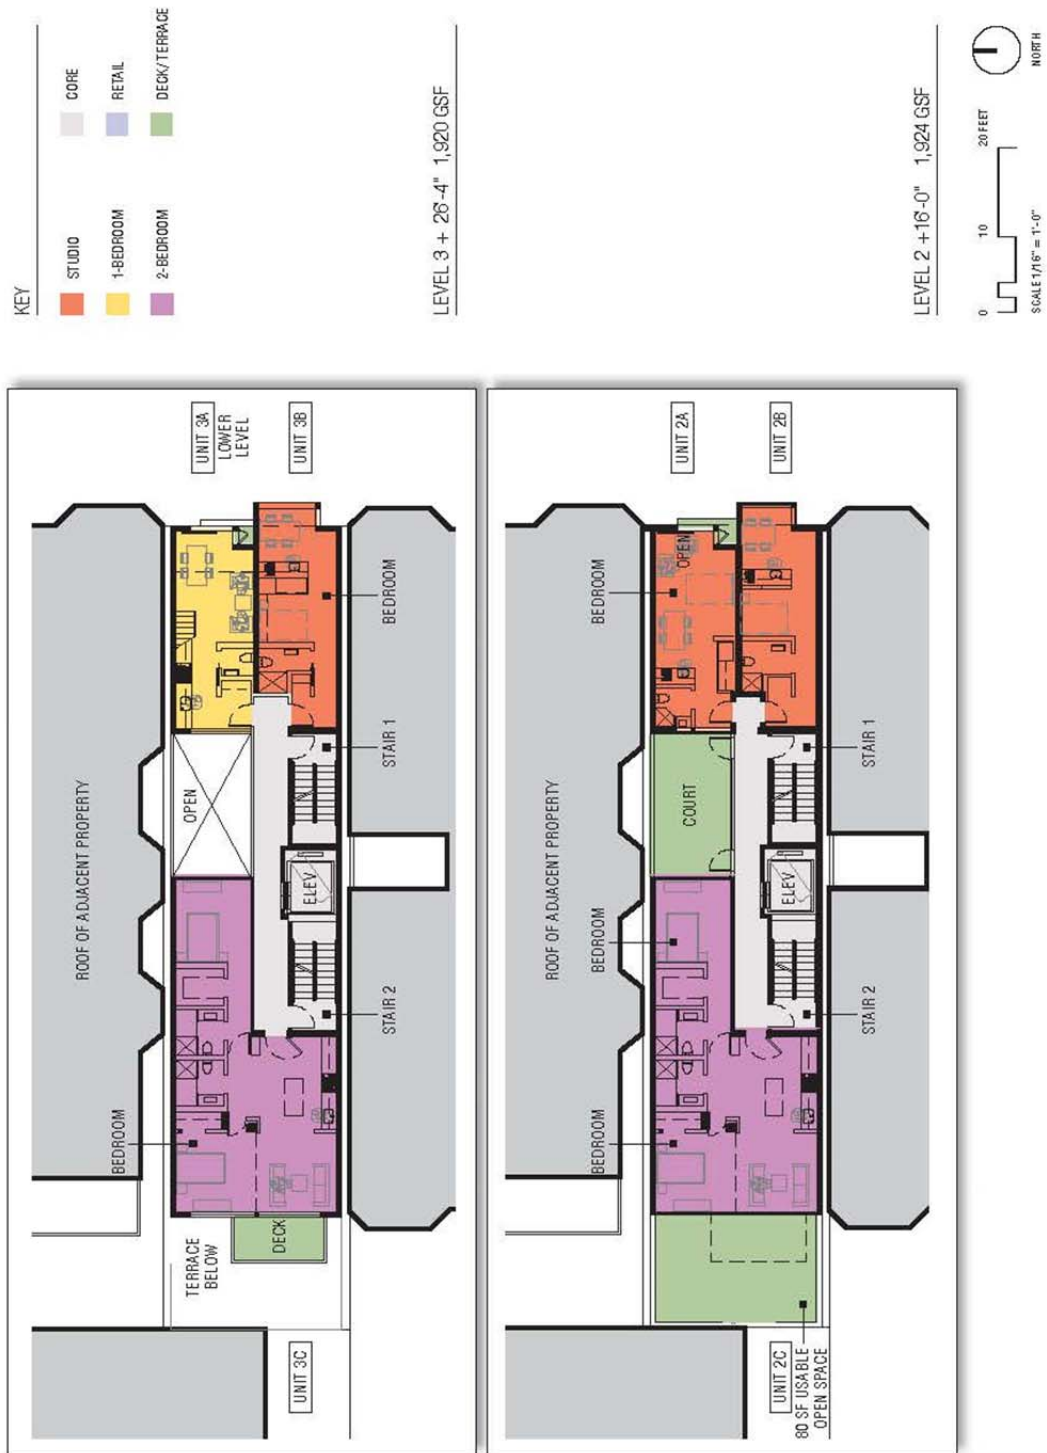 KEY
STUDIO
1-BEDROOM
2-BEDROOM
CORE
RETAIL
DECK/TERRACE
LEVEL 3 + 26'-4" 1,920 GSF
UNIT 3A
LOWER
LEVEL
UNIT 3B
ROOF OF ADJACENT PROPERTY
OPEN
ELEV
BEDROOM
STAIR 1
STAIR 2
BEDROOM
DECK
TERRACE
BELOW
UNIT 3C
LEVEL 2 +16'-0" 1,924 GSF
UNIT 2A
UNIT 2B
ROOF OF ADJACENT PROPERTY
BEDROOM
OPEN
COURT
BEDROOM
ELEV
STAIR 1
STAIR 2
BEDROOM
UNIT 2C
80 SF USABLE
OPEN SPACE
0 10 20 FEET
SCALE 1/16" = 1'-0"
NORTH